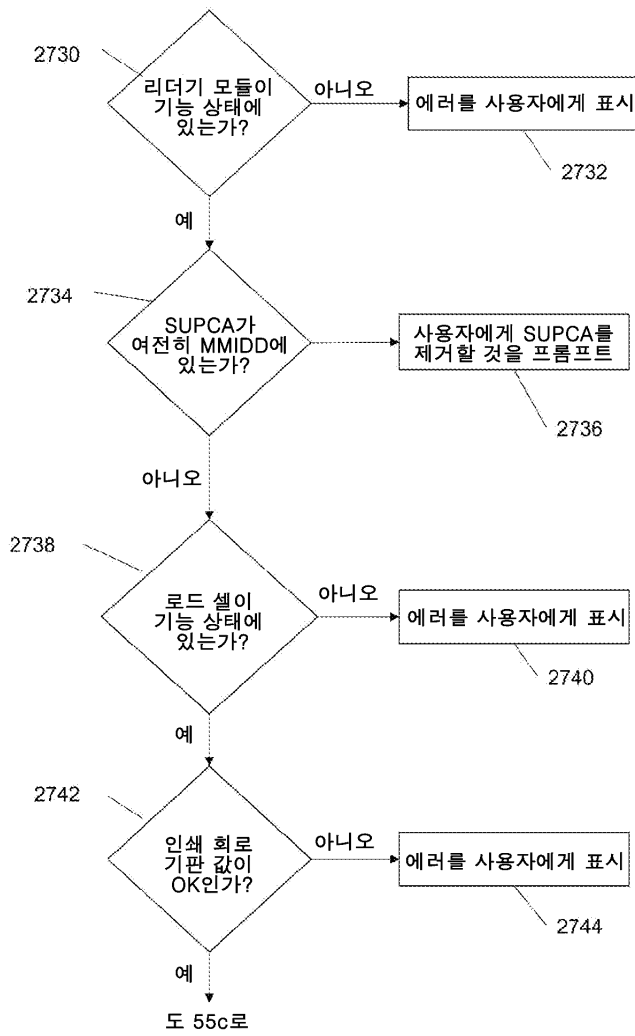 2730
리더기 모듈이
기능 상태에
있는가?
아니오
에러를 사용자에게 표시
2732
예
2734
SUPCA가
여전히 MMIDD에
있는가?
사용자에게 SUPCA를
제거할 것을 프롬프트
2736
아니오
2738
로드 셀이
기능 상태에
있는가?
아니오
에러를 사용자에게 표시
2740
예
2742
인쇄 회로
기판 값이
OK인가?
아니오
에러를 사용자에게 표시
2744
예
도 55c로